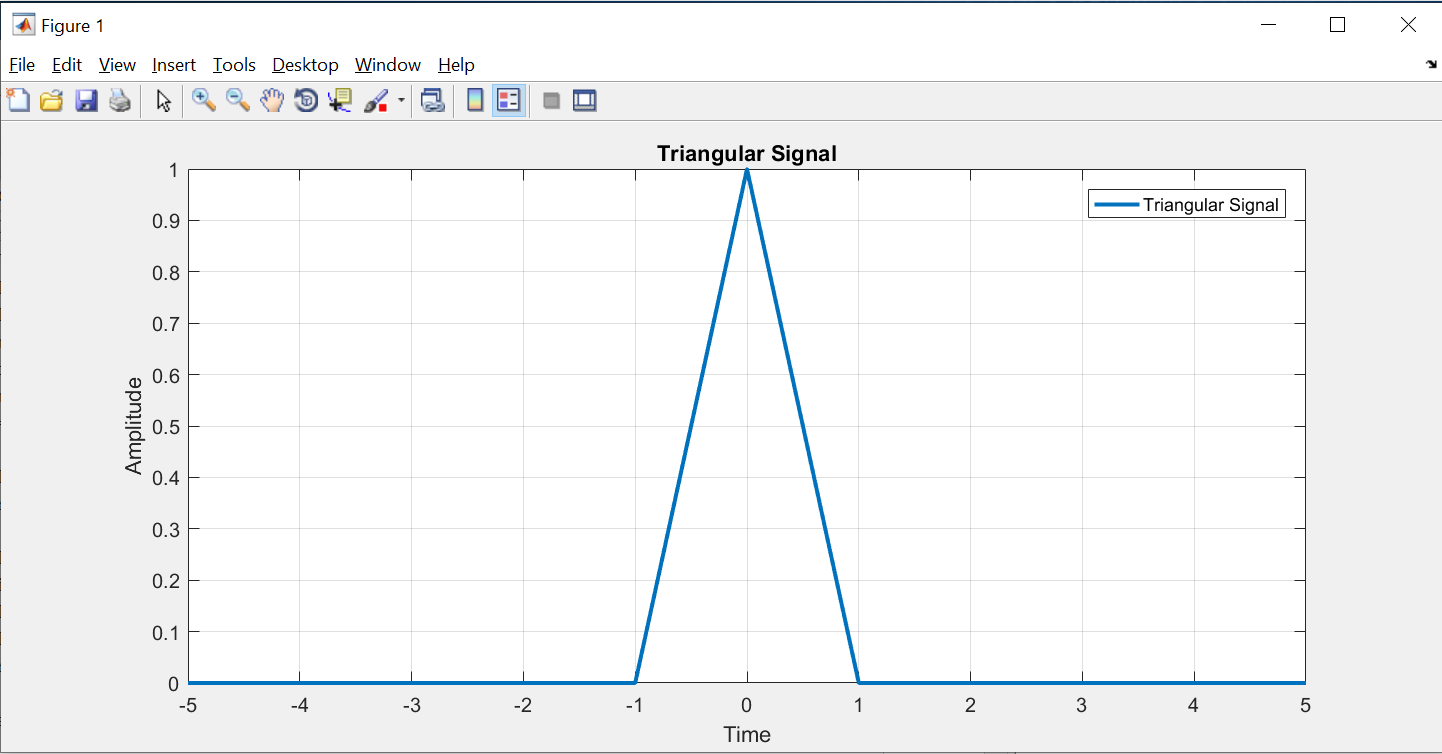 Figure 1
File Edit View Insert Tools Desktop Window Help
Triangular Signal
Triangular Signal
Amplitude
1
0.9
0.8
0.7
0.6
0.5
0.4
0.3
0.2
0.1
0
-5 -4 -3 -2 -1 0 1 2 3 4 5
Time